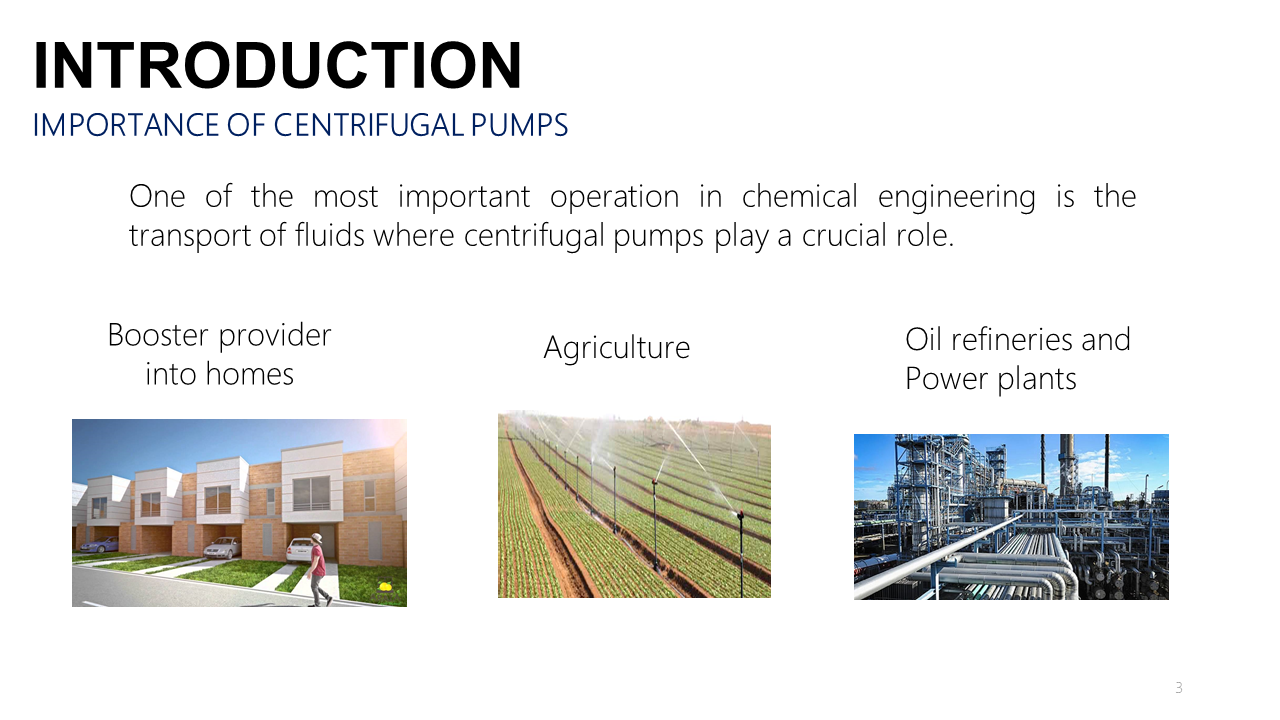 INTRODUCTION
IMPORTANCE OF CENTRIFUGAL PUMPS
One of the most important operation in chemical engineering is the
transport of fluids where centrifugal pumps play a crucial role.
Booster provider
into homes
Agriculture
Oil refineries and
Power plants
3